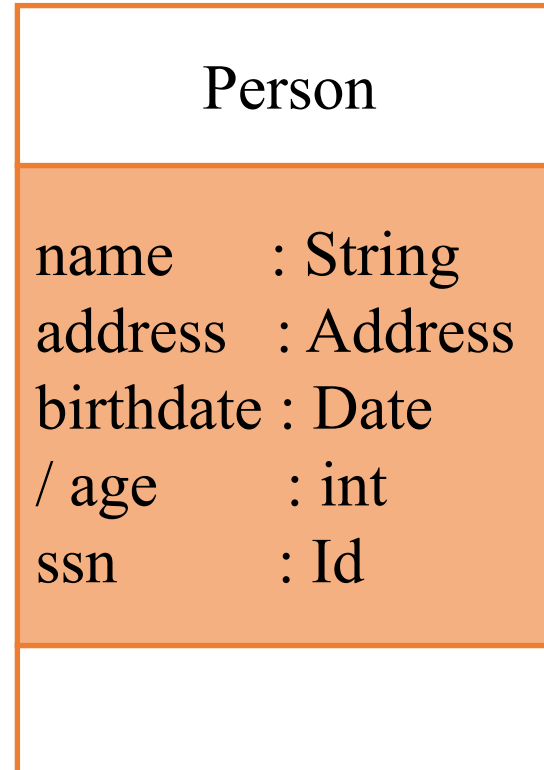 Person
name : String
address : Address
birthdate : Date
/ age : int
ssn : Id